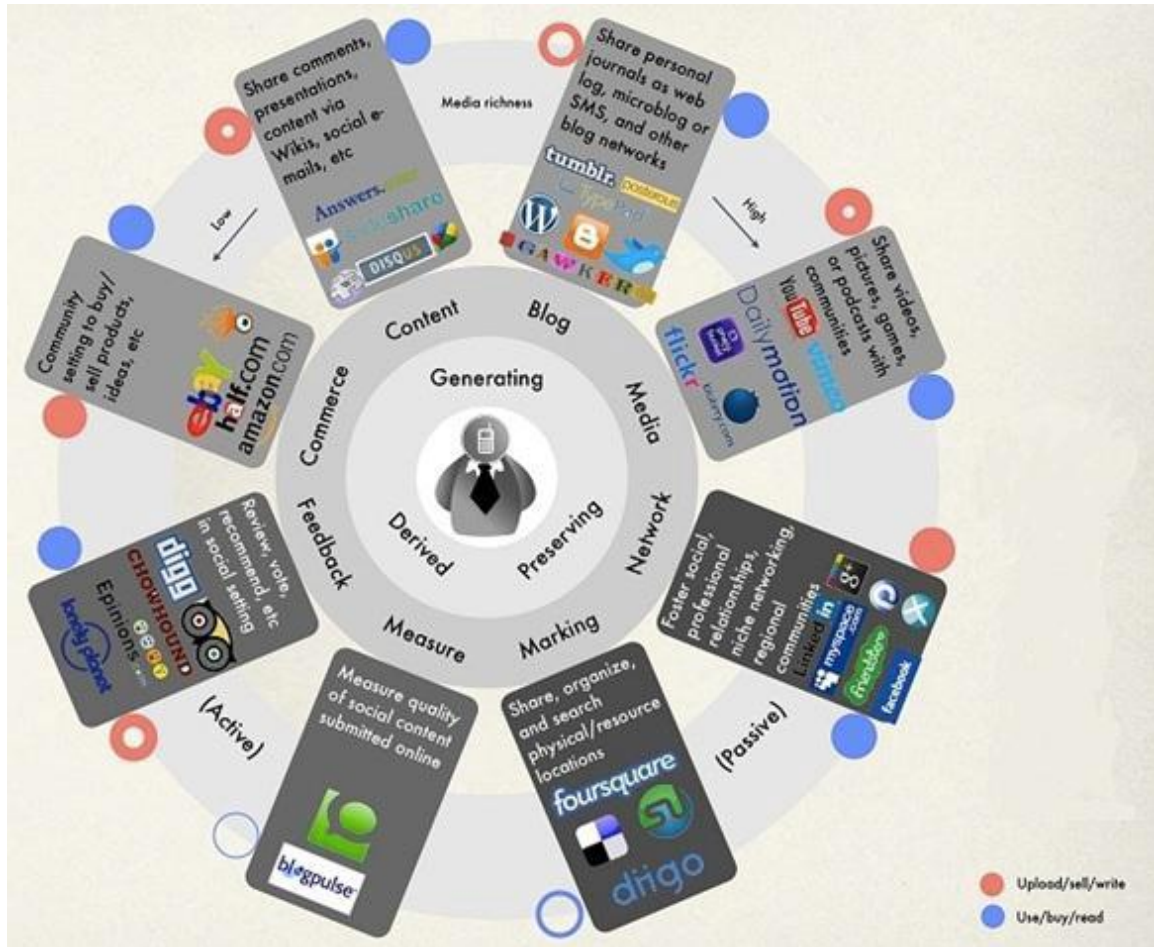 Share comments,
presentations,
content via
Wikis, social e-
mails, etc
Answers.com
slideshare
DISQUS
Media richness
Share personal
journals as web
log, microblog or
SMS, and other
blog networks
tumblr.
posterous
TypePad
GAWKER
Low
High
Community
setting to buy/
sell products,
ideas, etc
ebay
half.com
amazon.com
Share videos,
pictures, games,
or podcasts with
communities
YouTube
vimeo
Dailymotion
flickr
Content
Blog
Commerce
Generating
Media
Feedback
Derived
Preserving
Network
Measure
Marking
Review, vote,
recommend, etc
in social setting
digg
CHOWHOUND
Epinions.com
lonely planet
Foster social,
professional
relationships,
niche networking,
regional
communities
Linked in
g+
myspace
.com
friendster
facebook
(Active)
(Passive)
Measure quality
of social content
submitted online
blogpulse
Share, organize,
and search
physical/resource
locations
foursquare
diigo
Upload/sell/write
Use/buy/read